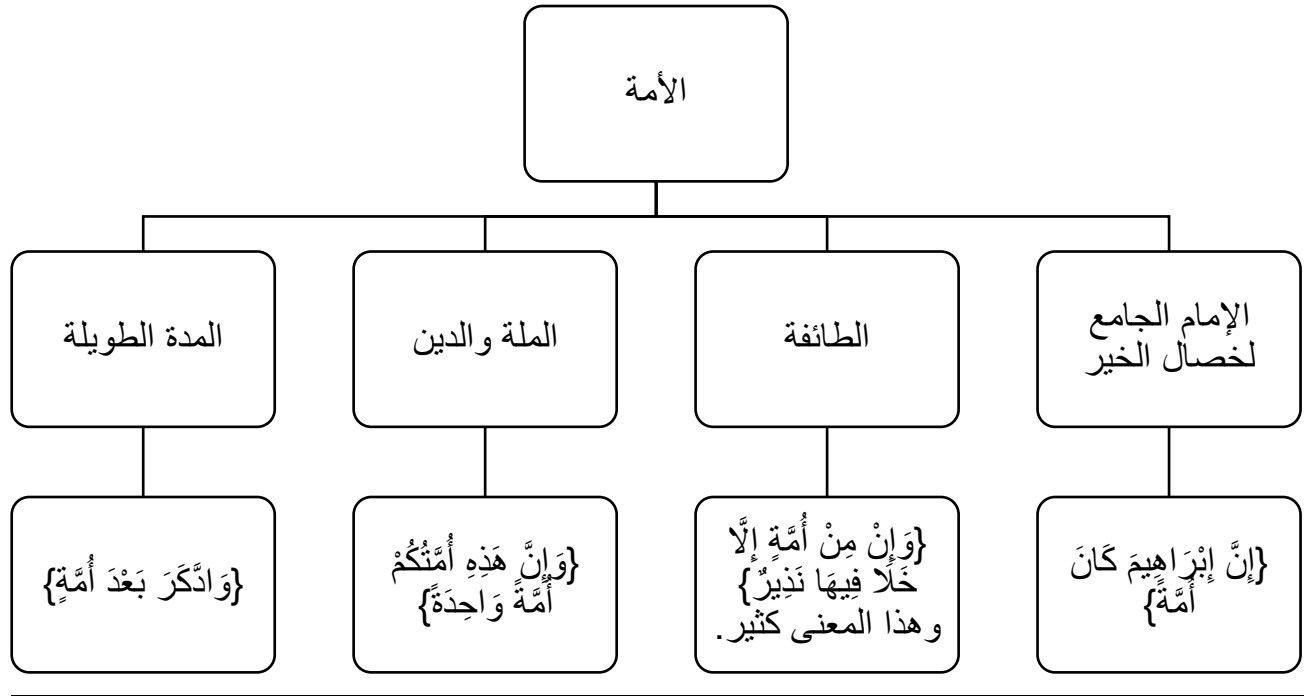 الأمة
الإمام الجامع
لخصال الخير
الطائفة
الملة والدين
المدة الطويلة
{إِنَّ إِبْرَاهِيمَ كَانَ
أُمَّةً}
{وَإِنْ مِنْ أُمَّةٍ إِلَّا
خَلَا فِيهَا نَذِيرٌ}
وهذا المعنى كثير.
{وَإِنَّ هَذِهِ أُمَّتُكُمْ
أُمَّةً وَاحِدَةً}
{وَادَّكَرَ بَعْدَ أُمَّةٍ}